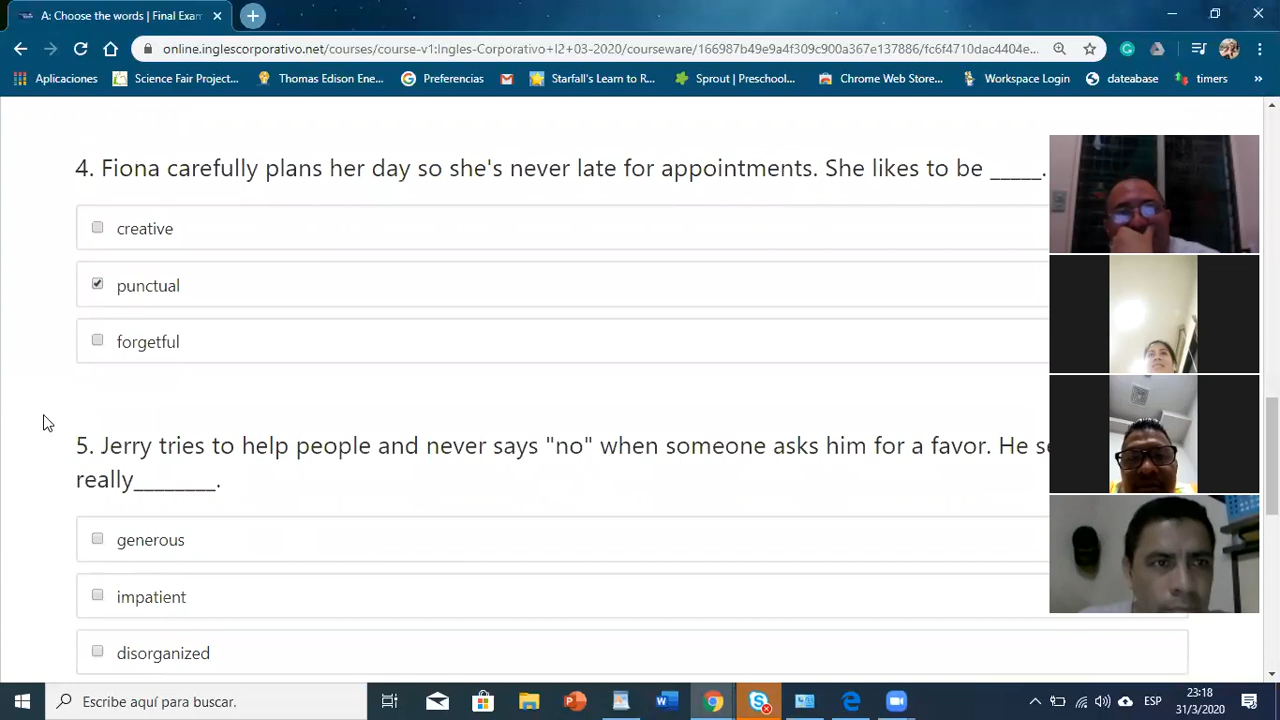 A: Choose the words | Final Exam
online.inglescorporativo.net/courses/course-v1:Ingles-Corporativo+I2+03-2020/courseware/166987b49e9a4f309c900a367e137886/fc6f4710dac4404e...
Aplicaciones Science Fair Project... Thomas Edison Ene... Preferencias Starfall's Learn to R... Sprout | Preschool... Chrome Web Store... Workspace Login dateabase timers »
4. Fiona carefully plans her day so she's never late for appointments. She likes to be _____.
creative
punctual
forgetful
5. Jerry tries to help people and never says "no" when someone asks him for a favor. He
really________.
generous
impatient
disorganized
Escribe aquí para buscar.
ESP
23:18
31/3/2020